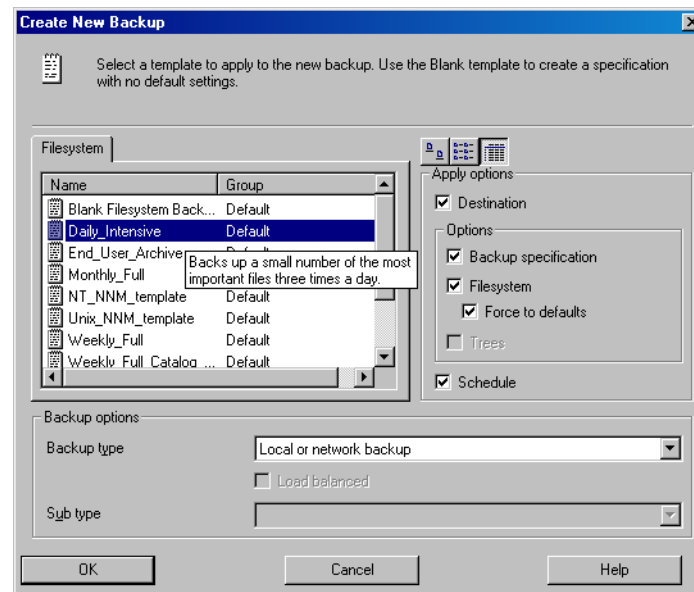 Create New Backup
Select a template to apply to the new backup. Use the Blank template to create a specification
with no default settings.
Filesystem
Name Group
Blank Filesystem Back... Default
Daily_Intensive Default
End_User_Archive
Backs up a small number of the most
important files three times a day.
Monthly_Full
NT_NNM_template Default
Unix_NNM_template Default
Weekly_Full Default
Weekly_Full_Catalog_... Default
Apply options
Destination
Options
Backup specification
Filesystem
Force to defaults
Trees
Schedule
Backup options
Backup type Local or network backup
Load balanced
Sub type
OK Cancel Help